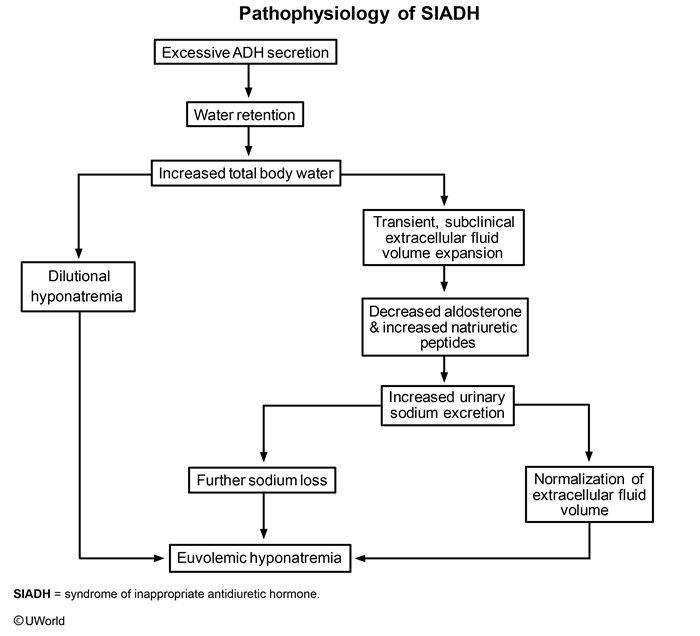 Pathophysiology of SIADH
Excessive ADH secretion
Water retention
Increased total body water
Transient, subclinical
extracellular fluid
volume expansion
Dilutional
hyponatremia
Decreased aldosterone
& increased natriuretic
peptides
Increased urinary
sodium excretion
Further sodium loss
Normalization of
extracellular fluid
volume
Euvolemic hyponatremia
SIADH = syndrome of inappropriate antidiuretic hormone.
©UWorld